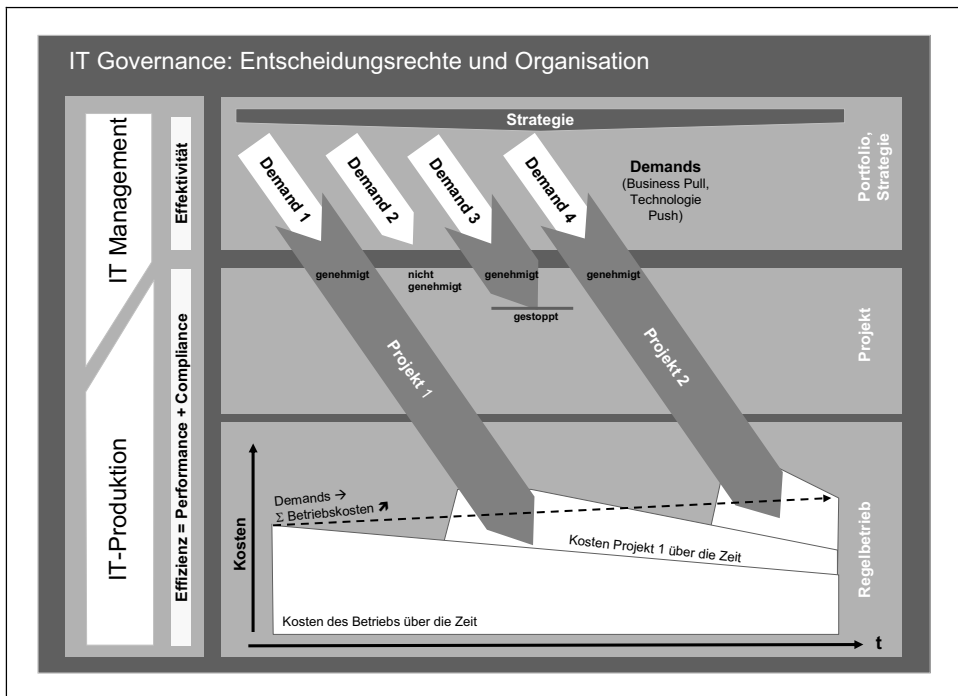 IT Governance: Entscheidungsrechte und Organisation
IT Management
IT-Produktion
Effektivität
Effizienz = Performance + Compliance
Strategie
Demand 1
Demand 2
Demand 3
Demand 4
Demands
(Business Pull,
Technologie
Push)
Portfolio,
Strategie
genehmigt
nicht
genehmigt
genehmigt
genehmigt
gestoppt
Projekt 1
Projekt 2
Projekt
Kosten
Demands →
Σ Betriebskosten ↗
Kosten Projekt 1 über die Zeit
Kosten des Betriebs über die Zeit
t
Regelbetrieb